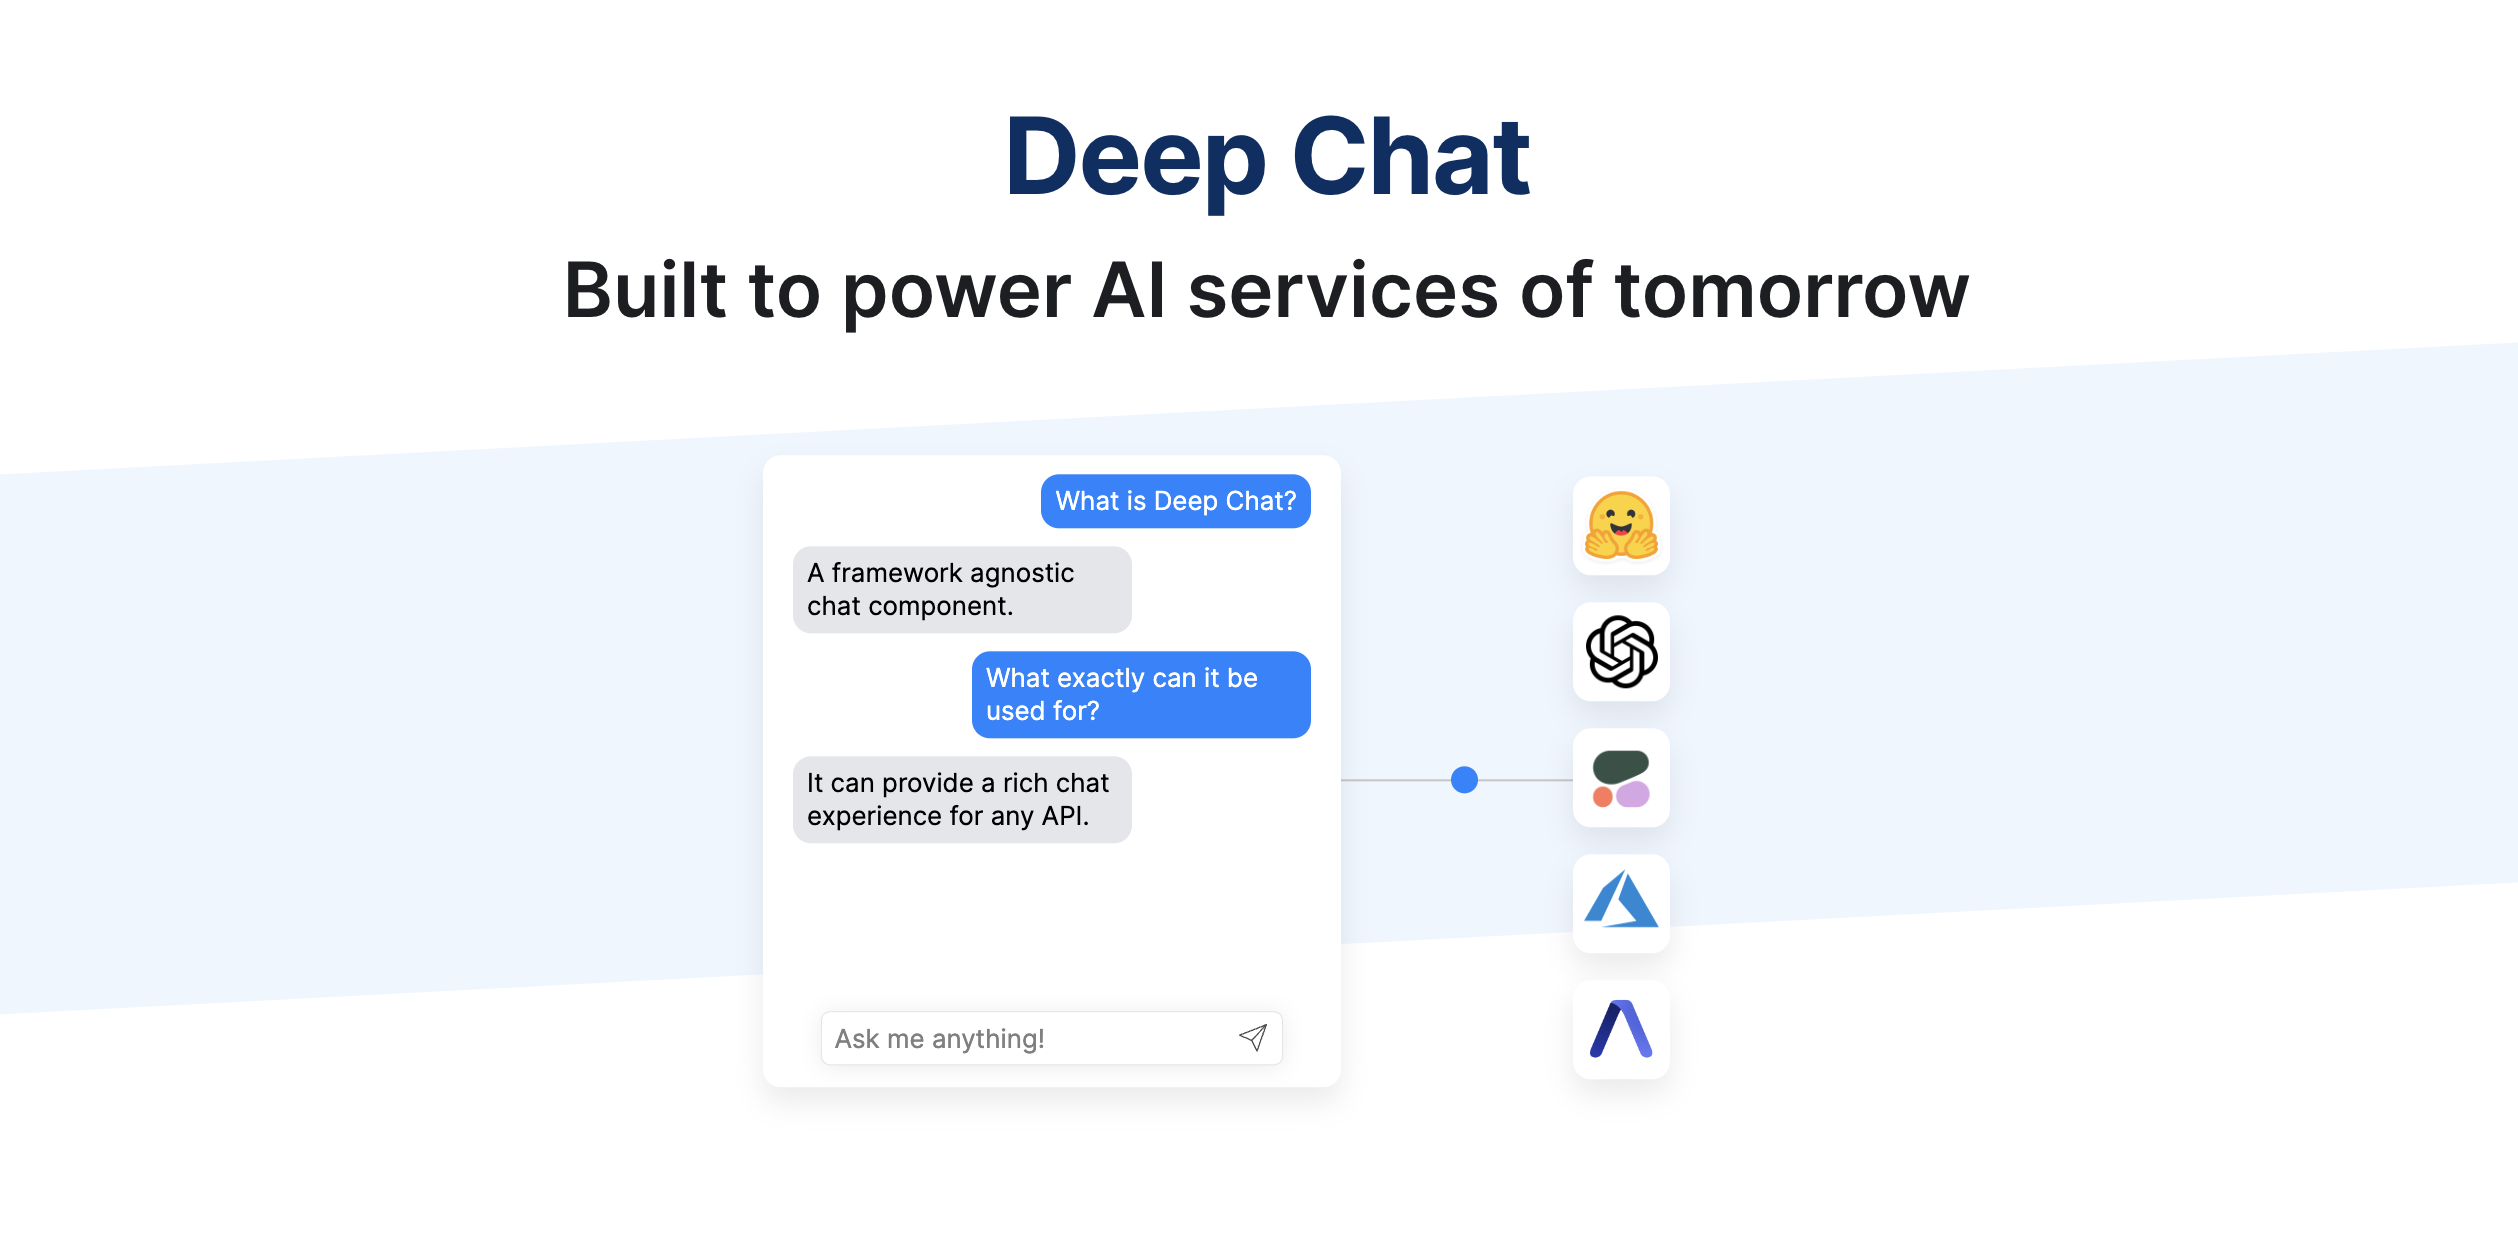 Deep Chat
Built to power AI services of tomorrow
What is Deep Chat?
A framework agnostic
chat component.
What exactly can it be
used for?
It can provide a rich chat
experience for any API.
Ask me anything!